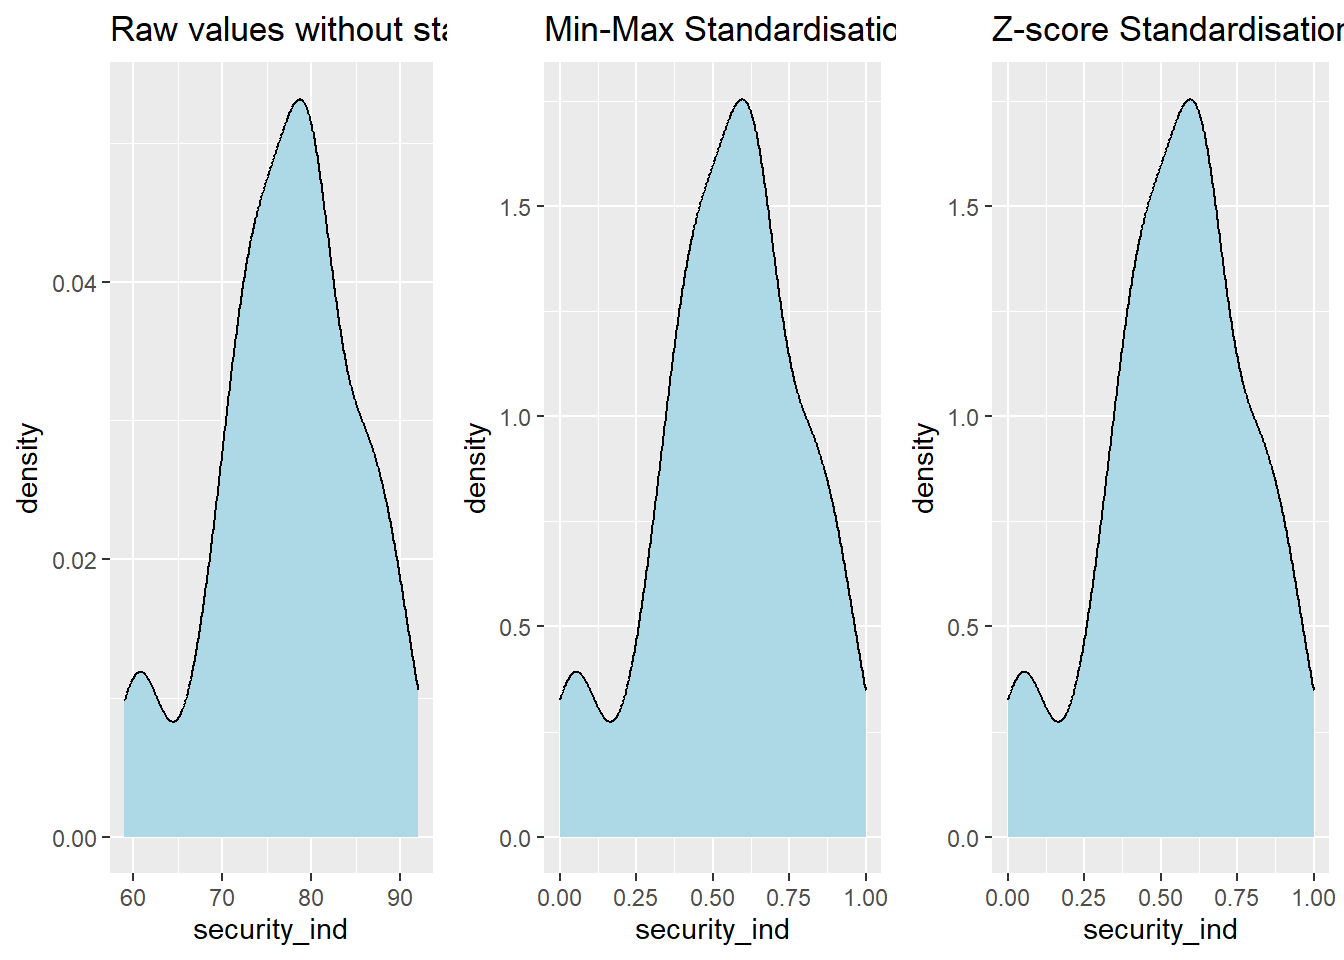 Raw values without sta
density
0.04
0.02
0.00
60 70 80 90
security_ind
Min-Max Standardisatio
density
1.5
1.0
0.5
0.0
0.00 0.25 0.50 0.75 1.00
security_ind
Z-score Standardisation
density
1.5
1.0
0.5
0.0
0.00 0.25 0.50 0.75 1.00
security_ind